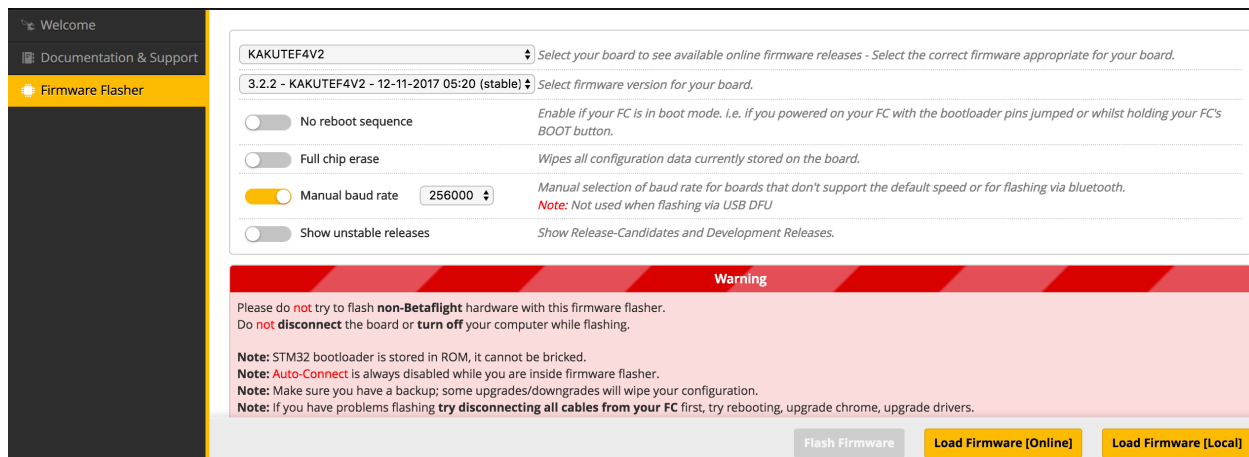 Welcome
Documentation & Support
Firmware Flasher
KAKUTEF4V2
Select your board to see available online firmware releases - Select the correct firmware appropriate for your board.
3.2.2 - KAKUTEF4V2 - 12-11-2017 05:20 (stable)
Select firmware version for your board.
No reboot sequence
Enable if your FC is in boot mode. i.e. if you powered on your FC with the bootloader pins jumped or whilst holding your FC's
BOOT button.
Full chip erase
Wipes all configuration data currently stored on the board.
Manual baud rate
256000
Manual selection of baud rate for boards that don't support the default speed or for flashing via bluetooth.
Note: Not used when flashing via USB DFU
Show unstable releases
Show Release-Candidates and Development Releases.
Warning
Please do not try to flash non-Betaflight hardware with this firmware flasher.
Do not disconnect the board or turn off your computer while flashing.
Note: STM32 bootloader is stored in ROM, it cannot be bricked.
Note: Auto-Connect is always disabled while you are inside firmware flasher.
Note: Make sure you have a backup; some upgrades/downgrades will wipe your configuration.
Note: If you have problems flashing try disconnecting all cables from your FC first, try rebooting, upgrade chrome, upgrade drivers.
Flash Firmware
Load Firmware [Online]
Load Firmware [Local]